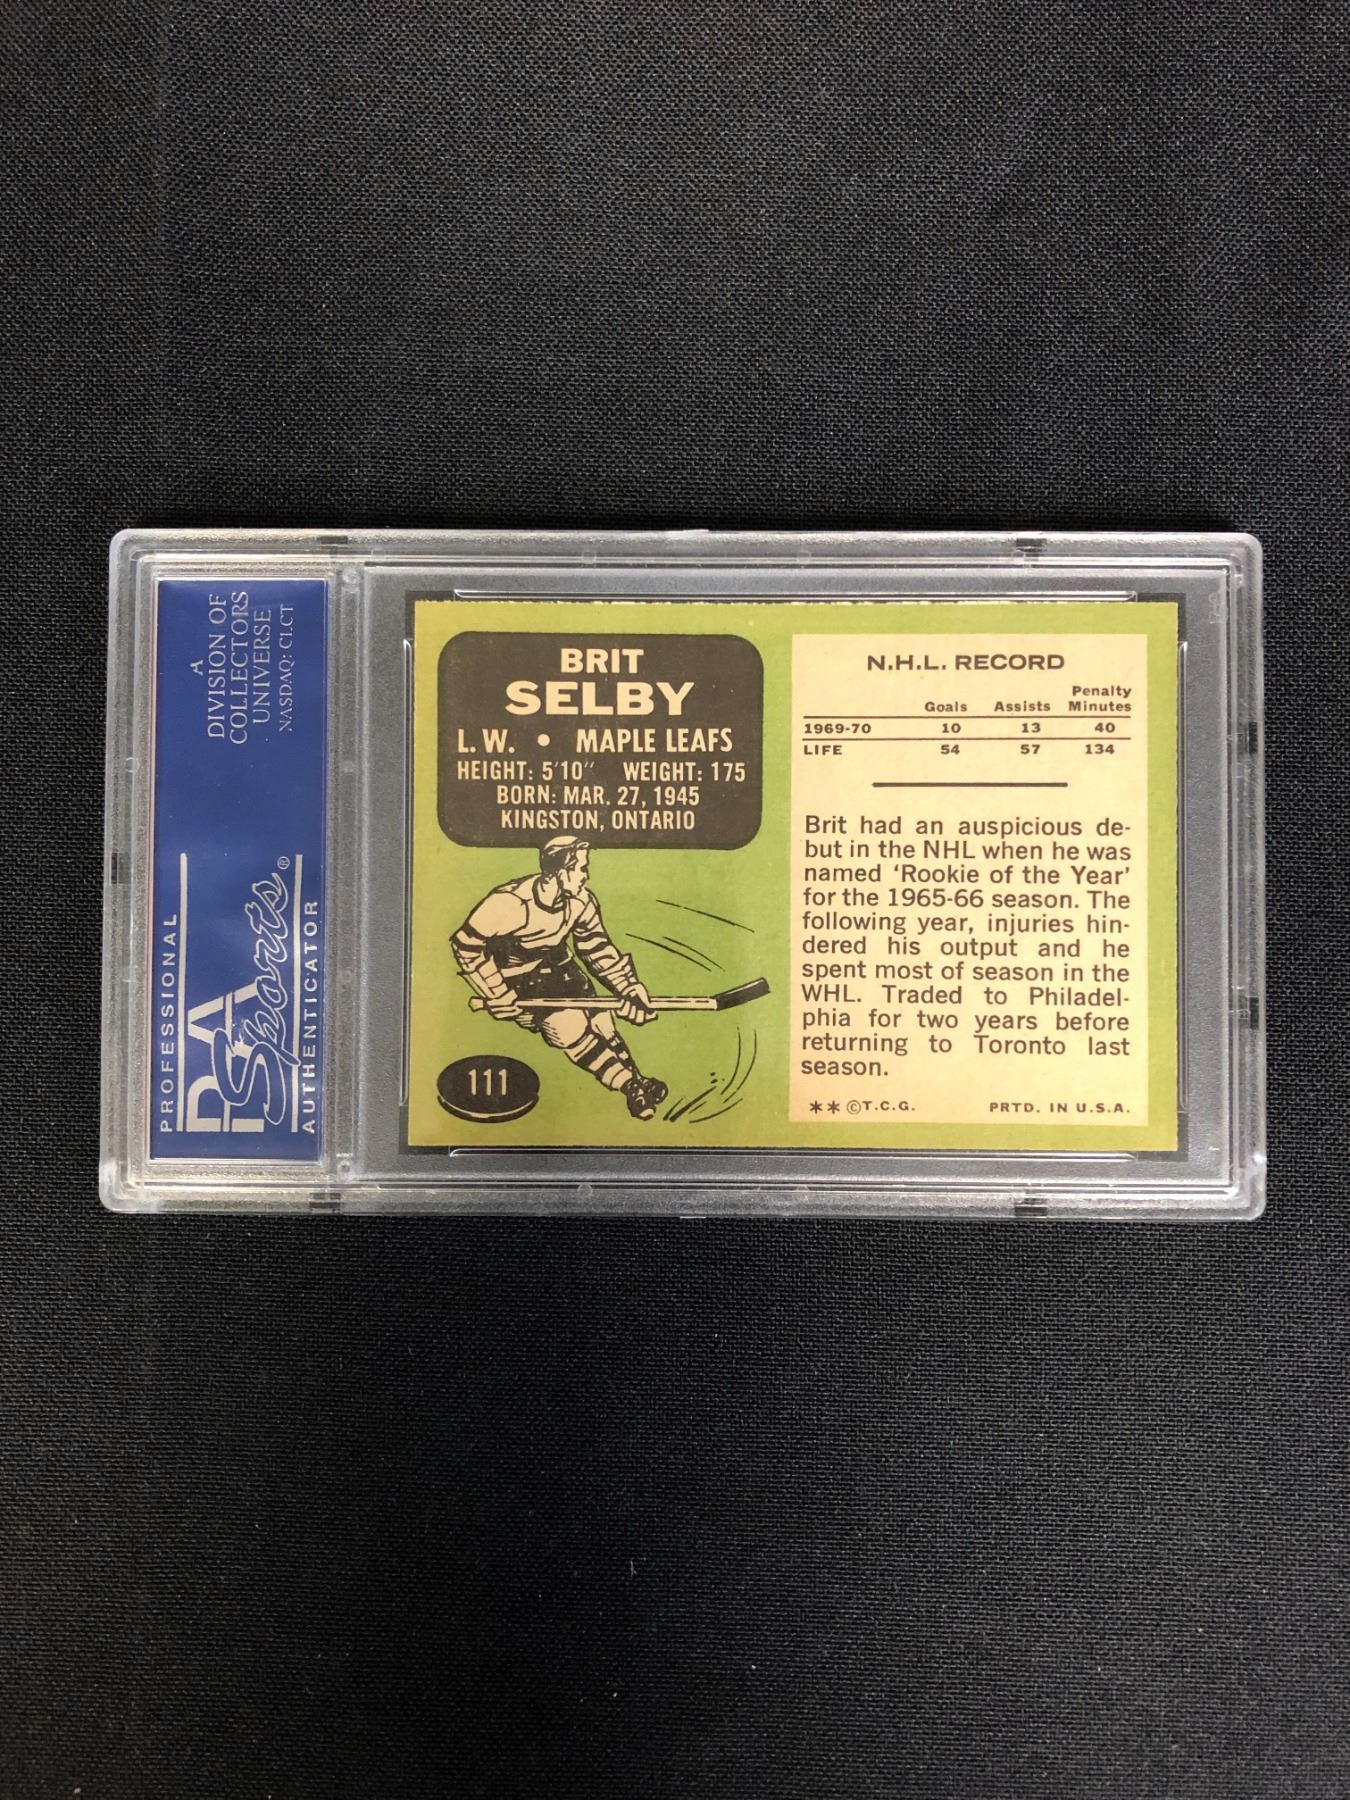 A
DIVISION OF
COLLECTORS
UNIVERSE
NASDAQ: CLCT
PROFESSIONAL
PSA
Sports®
AUTHENTICATOR
BRIT
SELBY
L.W. • MAPLE LEAFS
HEIGHT: 5'10" WEIGHT: 175
BORN: MAR. 27, 1945
KINGSTON, ONTARIO
111
N.H.L. RECORD
Penalty
Goals Assists Minutes
1969-70 10 13 40
LIFE 54 57 134
Brit had an auspicious de-
but in the NHL when he was
named 'Rookie of the Year'
for the 1965-66 season. The
following year, injuries hin-
dered his output and he
spent most of season in the
WHL. Traded to Philadel-
phia for two years before
returning to Toronto last
season.
** ©T.C.G. PRTD. IN U.S.A.